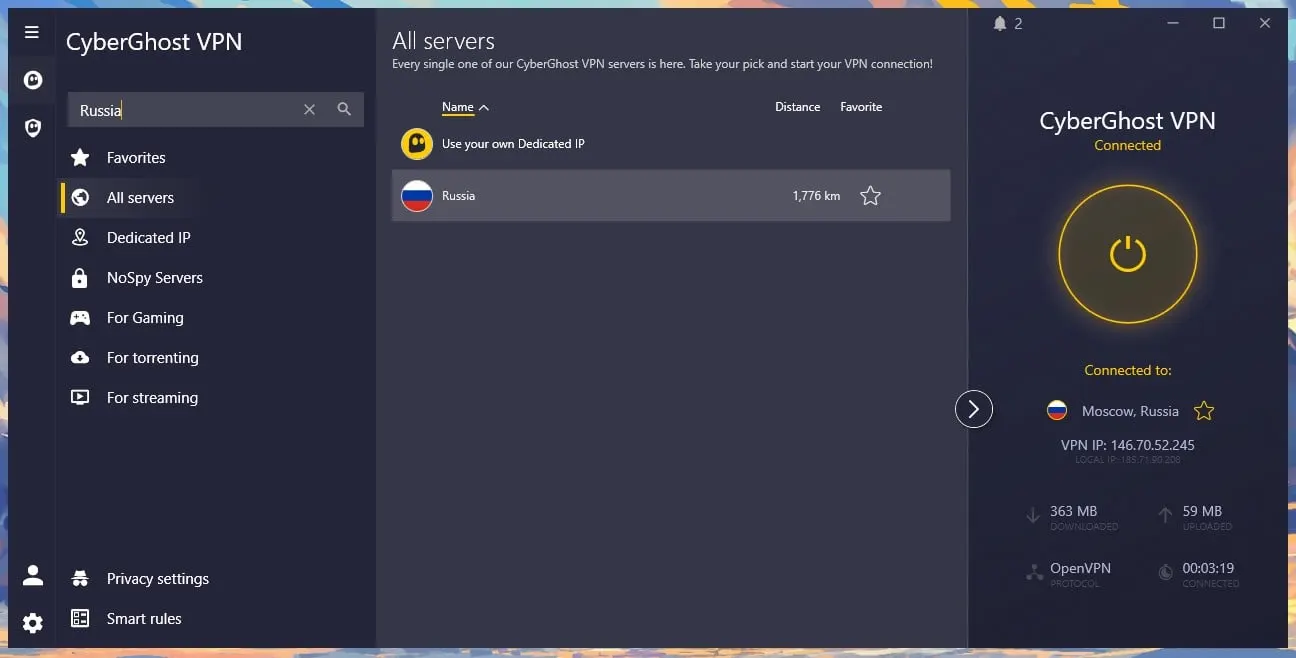 CyberGhost VPN
Russia
Favorites
All servers
Dedicated IP
NoSpy Servers
For Gaming
For torrenting
For streaming
Privacy settings
Smart rules
All servers
Every single one of our CyberGhost VPN servers is here. Take your pick and start your VPN connection!
Name Distance Favorite
Use your own Dedicated IP
Russia 1,776 km
2
CyberGhost VPN
Connected
Connected to:
Moscow, Russia
VPN IP: 146.70.52.245
LOCAL IP:
363 MB 59 MB
DOWNLOADED UPLOADED
OpenVPN 00:03:19
PROTOCOL CONNECTED